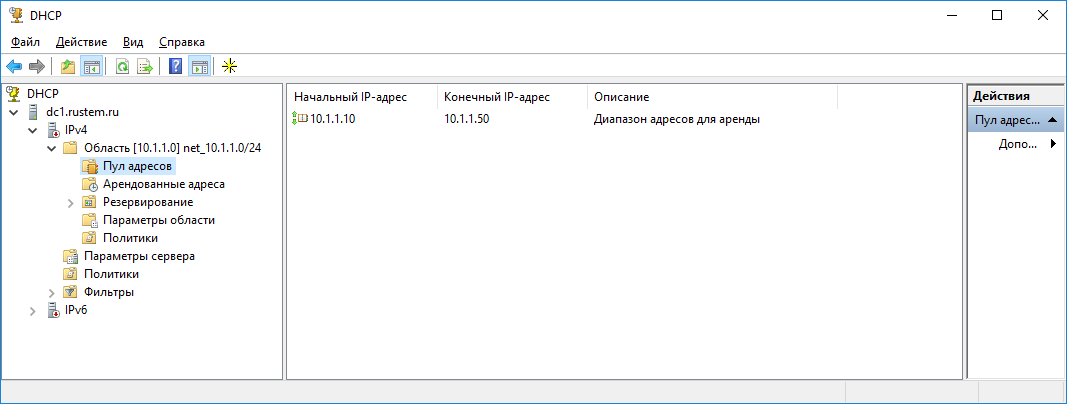 DHCP
Файл Действие Вид Справка
DHCP
dc1.rustem.ru
IPv4
Область [10.1.1.0] net_10.1.1.0/24
Пул адресов
Арендованные адреса
Резервирование
Параметры области
Политики
Параметры сервера
Политики
Фильтры
IPv6
Начальный IP-адрес Конечный IP-адрес Описание
10.1.1.10 10.1.1.50 Диапазон адресов для аренды
Действия
Пул адрес...
Допо...